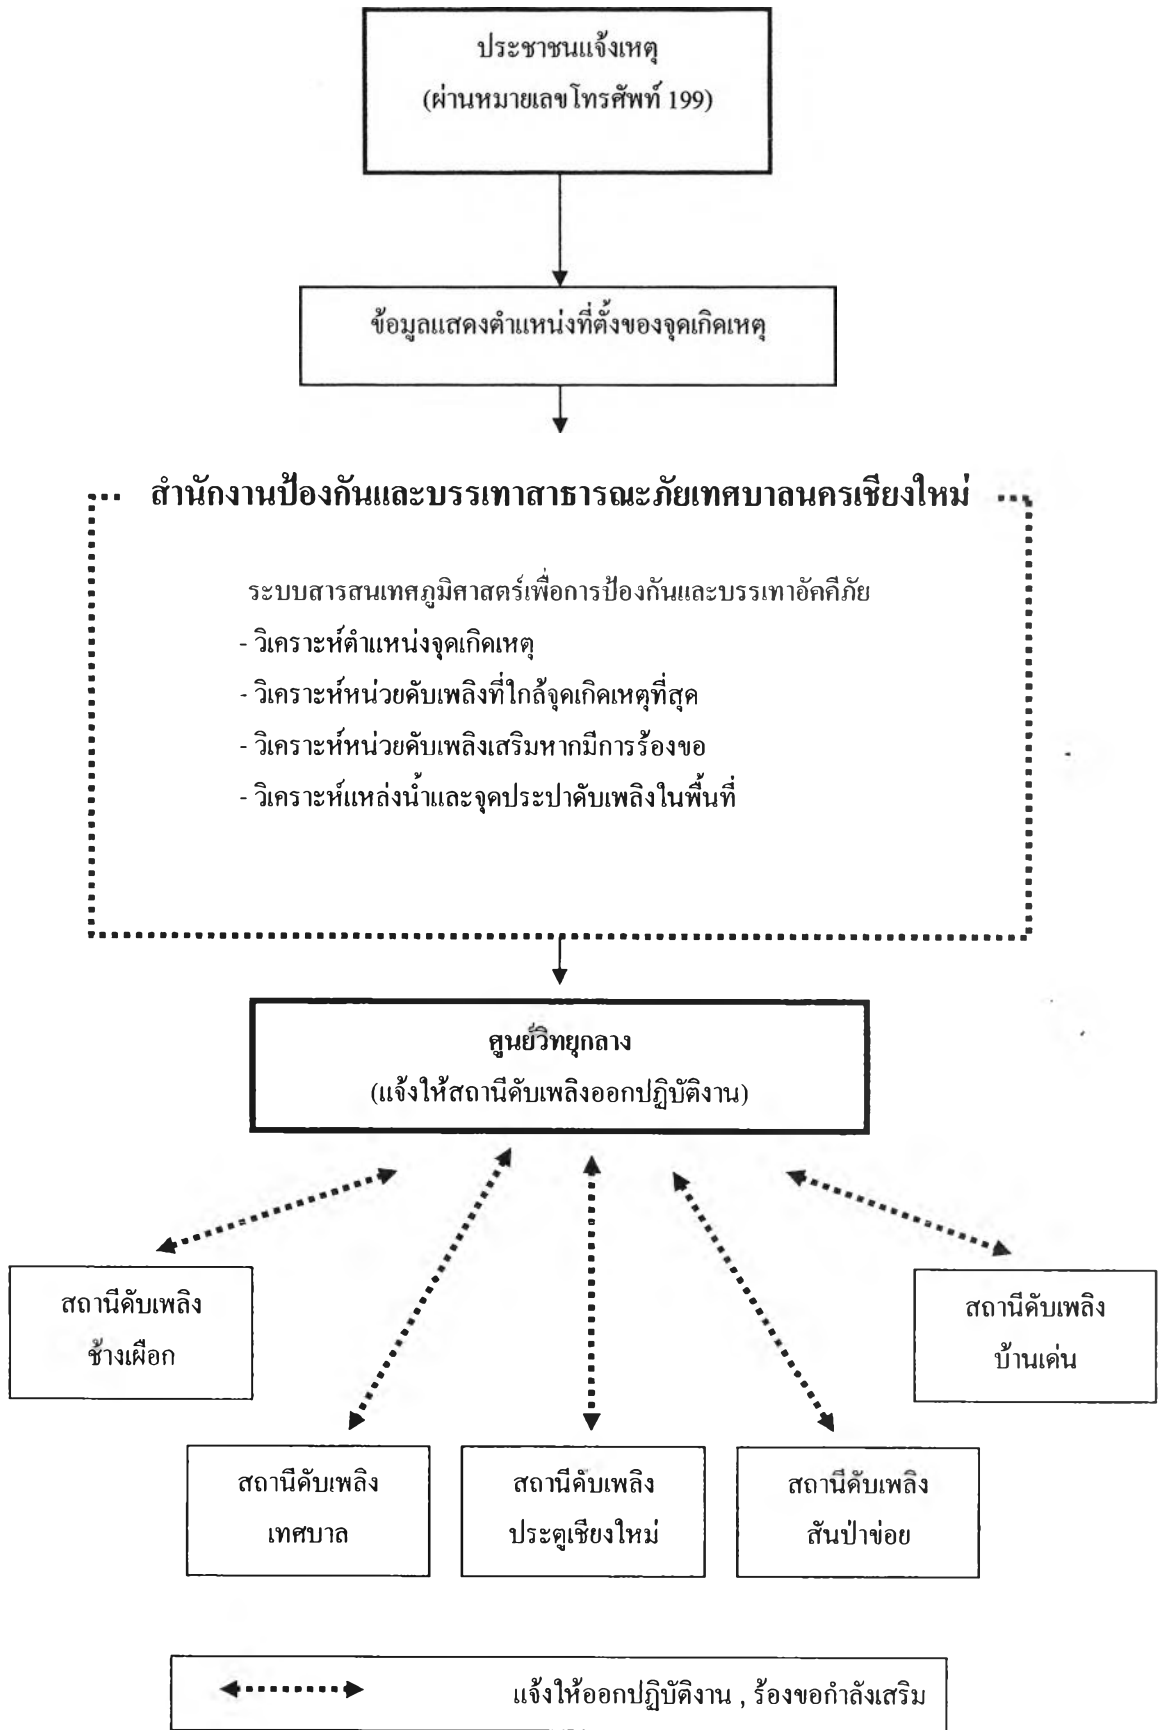 ประชาชนแจ้งเหตุ
(ผ่านหมายเลขโทรศัพท์ 199)
ข้อมูลแสดงตำแหน่งที่ตั้งของจุดเกิดเหตุ
สำนักงานป้องกันและบรรเทาสาธารณะภัยเทศบาลนครเชียงใหม่
ระบบสารสนเทศภูมิศาสตร์เพื่อการป้องกันและบรรเทาอัคคีภัย
- วิเคราะห์ตำแหน่งจุดเกิดเหตุ
- วิเคราะห์หน่วยดับเพลิงที่ใกล้จุดเกิดเหตุที่สุด
- วิเคราะห์หน่วยดับเพลิงเสริมหากมีการร้องขอ
- วิเคราะห์แหล่งน้ำและจุดประปาดับเพลิงในพื้นที่
ศูนย์วิทยุกลาง
(แจ้งให้สถานีดับเพลิงออกปฏิบัติงาน)
สถานีดับเพลิง
ช้างเผือก
สถานีดับเพลิง
บ้านเด่น
สถานีดับเพลิง
เทศบาล
สถานีดับเพลิง
ประตูเชียงใหม่
สถานีดับเพลิง
สันป่าข่อย
แจ้งให้ออกปฏิบัติงาน , ร้องขอกำลังเสริม